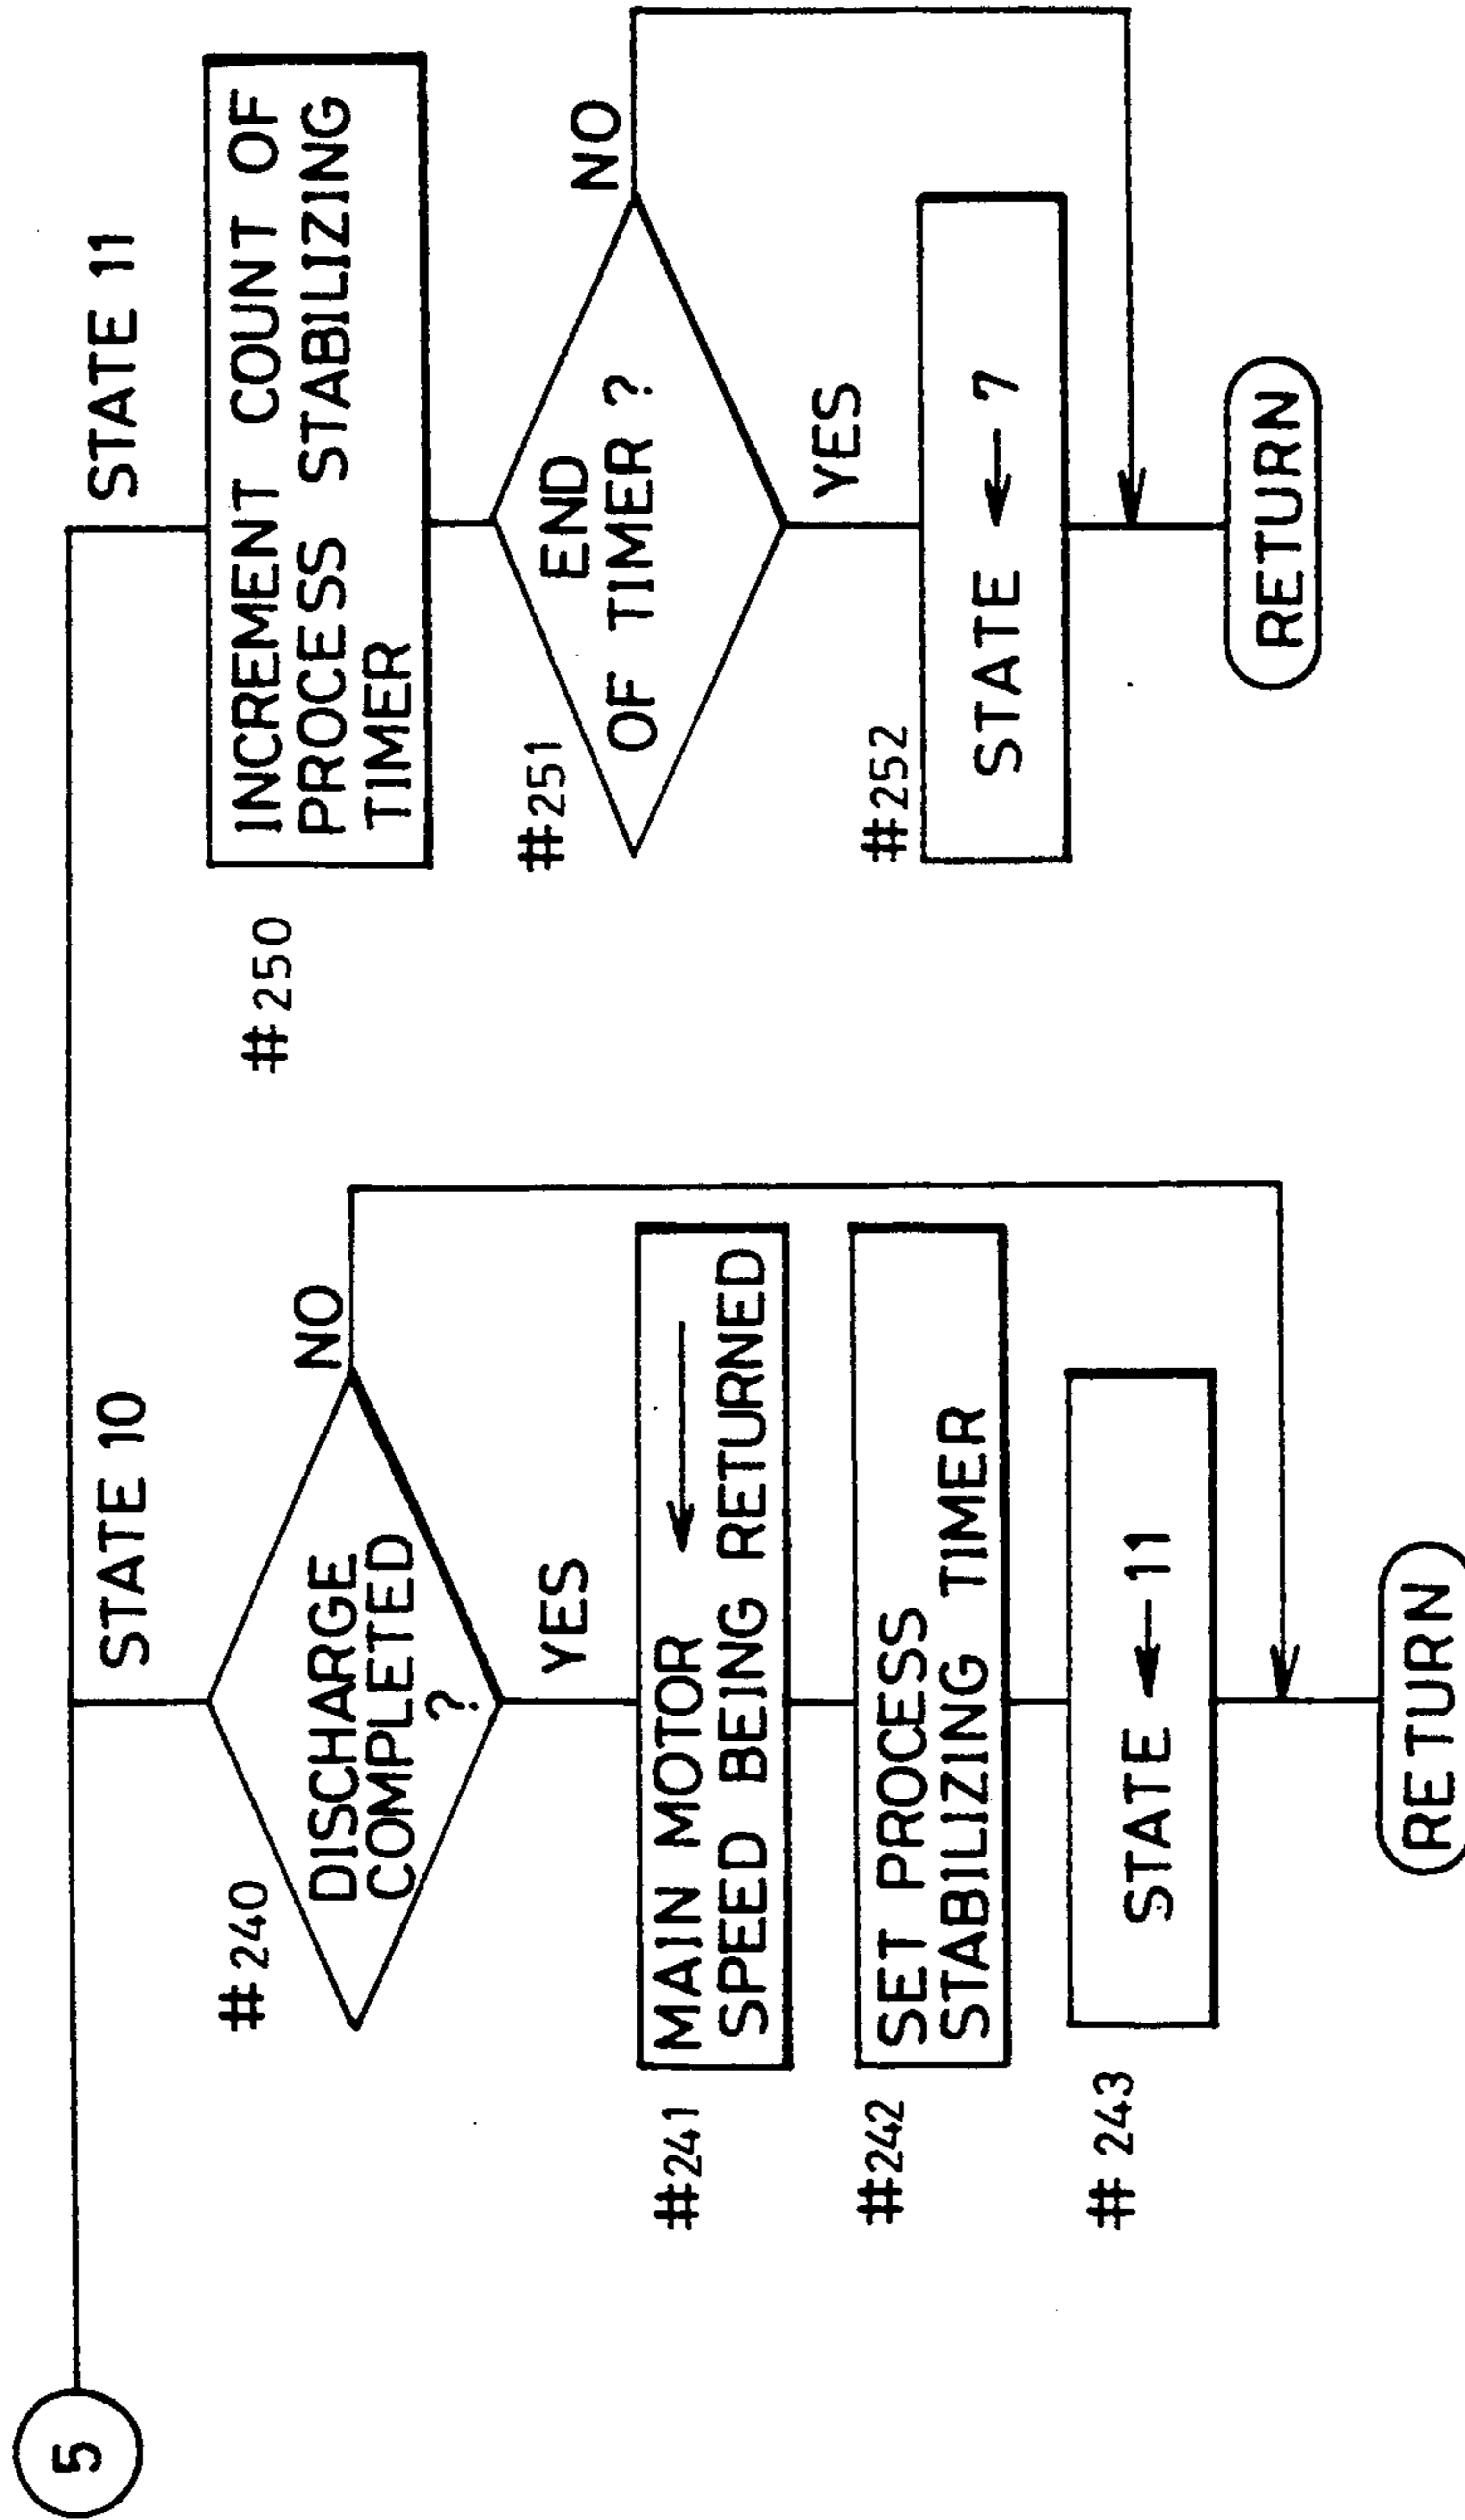 5
STATE 10
#240
DISCHARGE
COMPLETED
?
NO
YES
#241
MAIN MOTOR ←
SPEED BEING RETURNED
#242
SET PROCESS
STABILIZING TIMER
#243
STATE ← 11
RETURN
STATE 11
#250
INCREMENT COUNT OF
PROCESS STABILIZING
TIMER
#251
END
OF TIMER ?
NO
YES
#252
STATE ← 7
RETURN